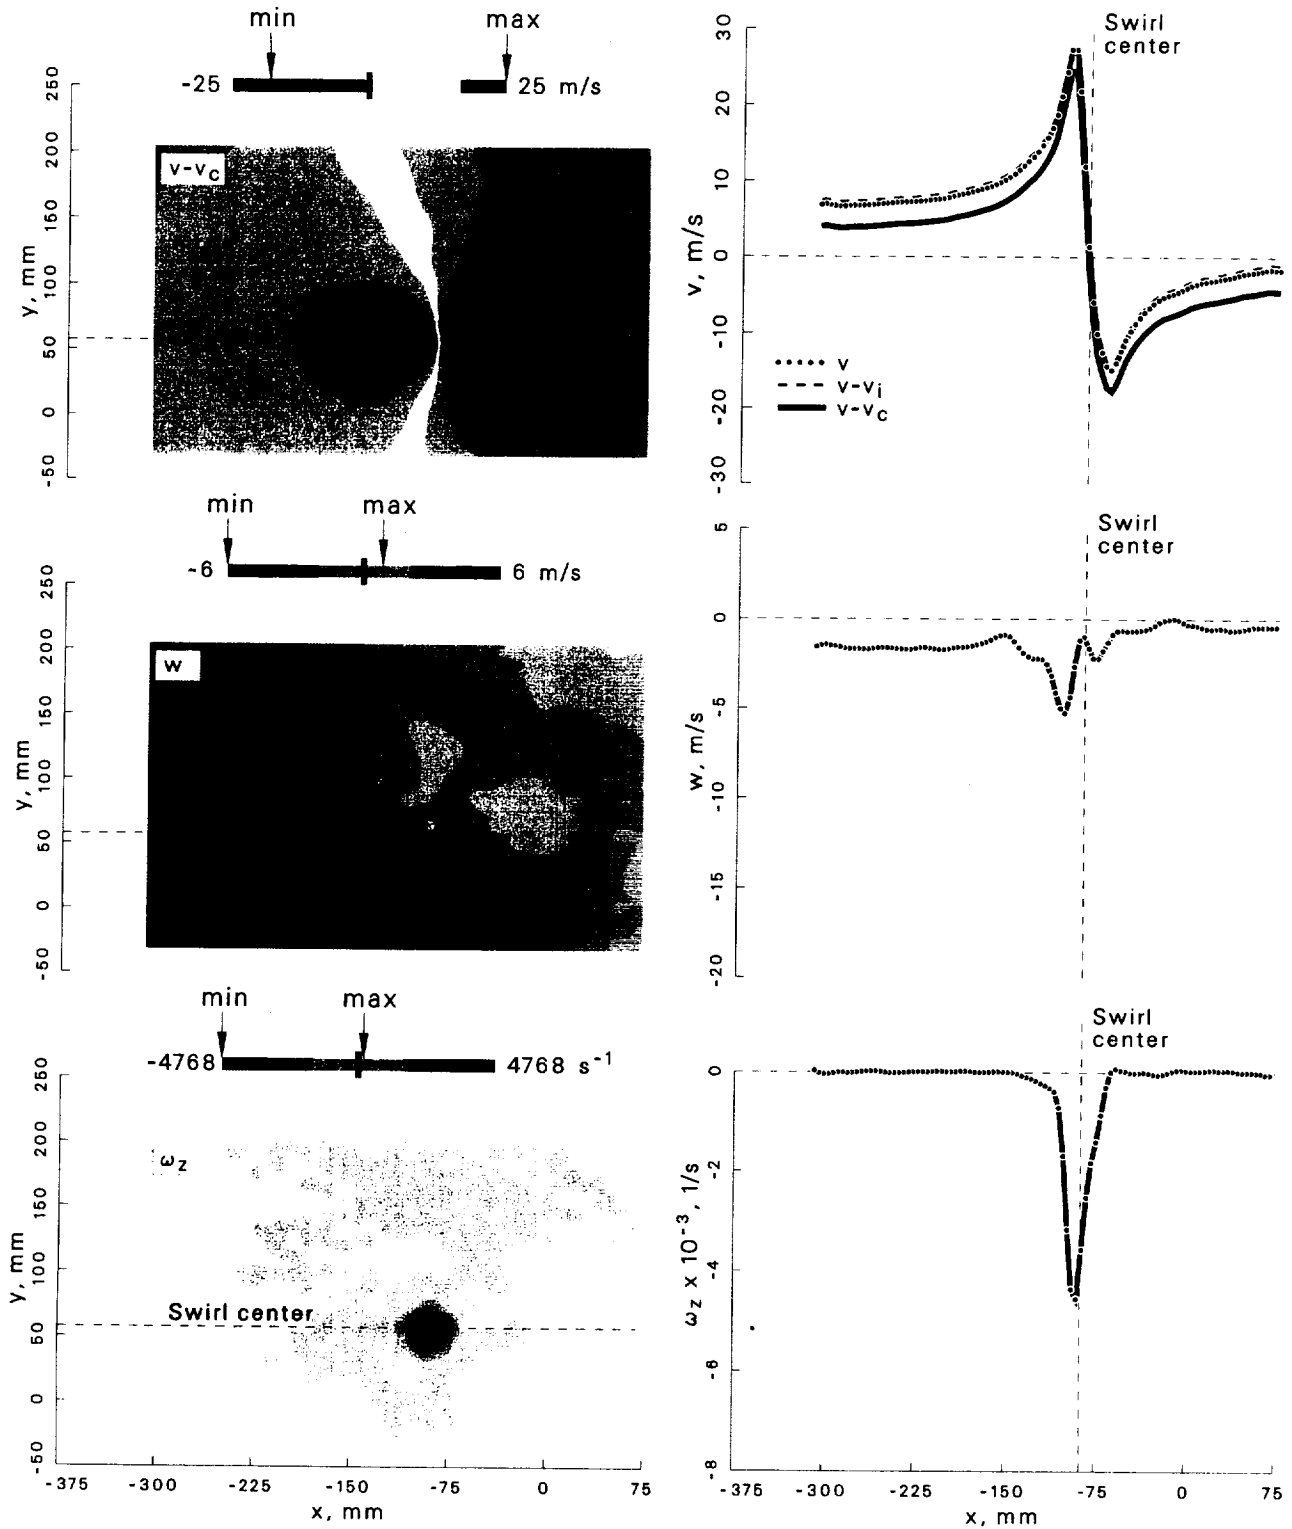 min max
-25 25 m/s
250
200
150
100
50
0
-50
y, mm
v-vc
Swirl
center
30
20
10
0
-10
-20
-30
v, m/s
v
v-vi
v-vc
min max
-6 6 m/s
250
200
150
100
50
0
-50
y, mm
w
Swirl
center
5
0
-5
-10
-15
-20
w, m/s
min max
-4768 4768 s-1
250
200
150
100
50
0
-50
y, mm
ωz
Swirl center
-375 -300 -225 -150 -75 0 75
x, mm
Swirl
center
0
-2
-4
-6
-8
ωz x 10-3, 1/s
-375 -300 -225 -150 -75 0 75
x, mm